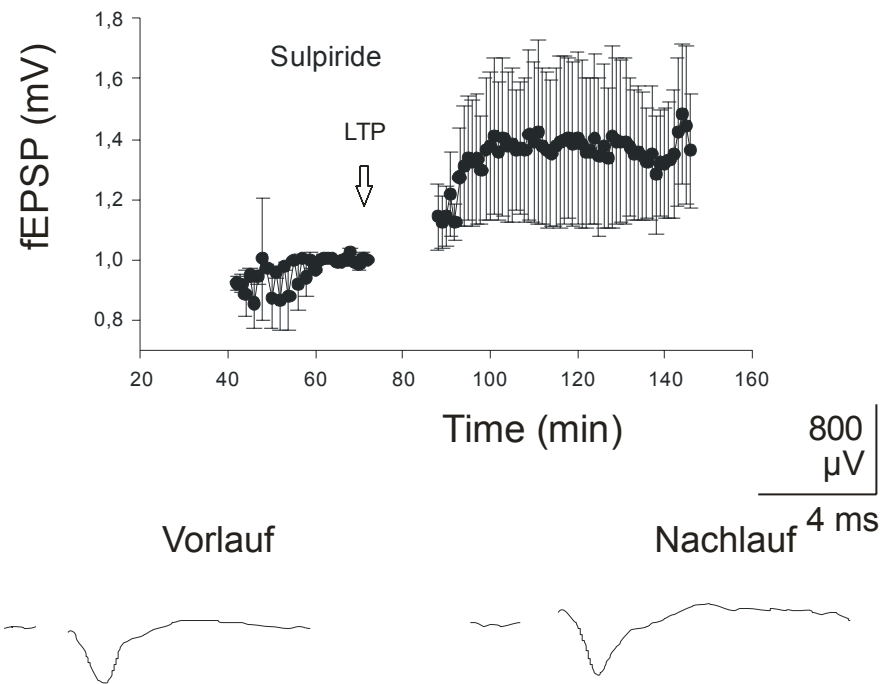 1,8
1,6
1,4
1,2
1,0
0,8
fEPSP (mV)
Sulpiride
LTP
20 40 60 80 100 120 140 160
Time (min)
800
µV
4 ms
Vorlauf
Nachlauf